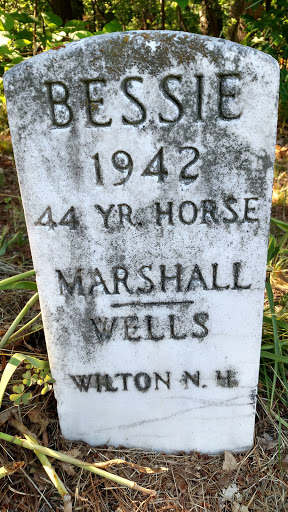 BESSIE
1942
44 YR. HORSE
MARSHALL
WELLS
WILTON N. H.